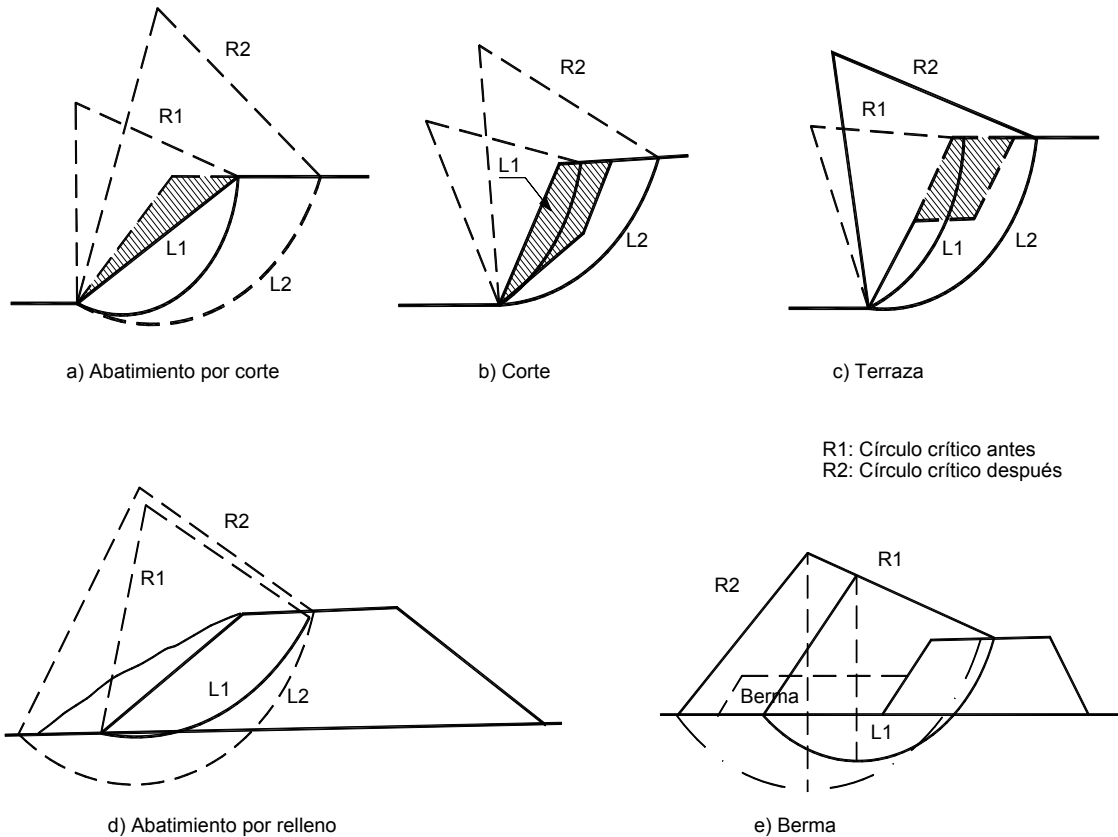 R2
R1
L1
L2
a) Abatimiento por corte
R2
L1
L2
b) Corte
R2
R1
L1
L2
c) Terraza
R1: Círculo crítico antes
R2: Círculo crítico después
R2
R1
L1
L2
d) Abatimiento por relleno
R1
R2
Berma
L1
e) Berma